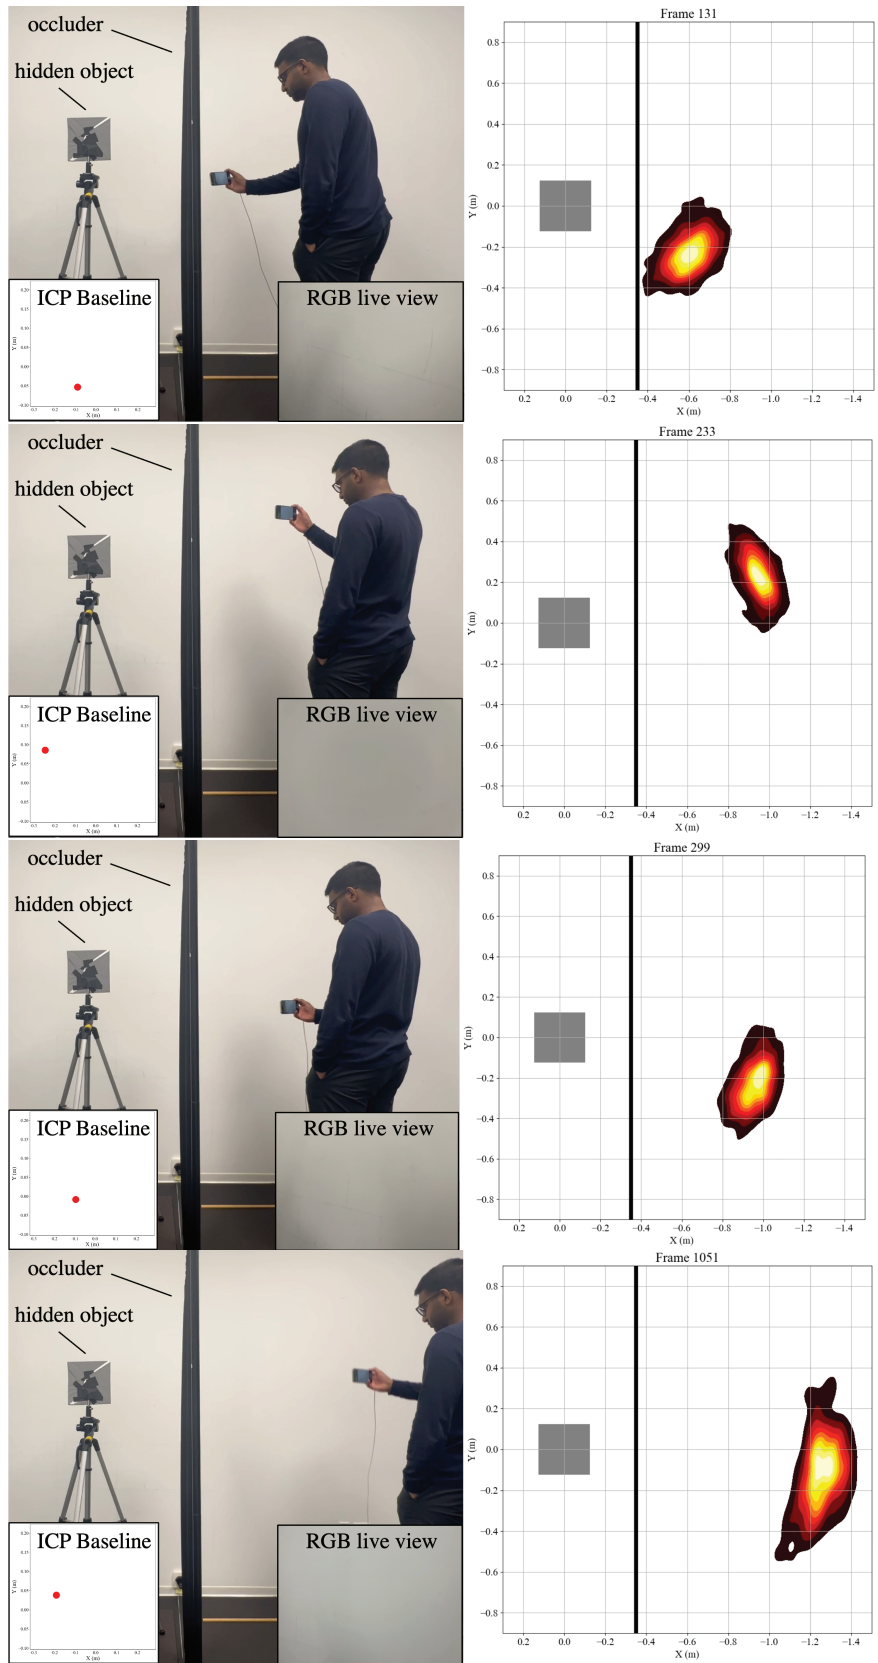 occluder
hidden object
ICP Baseline
RGB live view
X (m)
Y (m)
Frame 131
0.8
0.6
0.4
0.2
0.0
−0.2
−0.4
−0.6
−0.8
Y (m)
0.2 0.0 −0.2 −0.4 −0.6 −0.8 −1.0 −1.2 −1.4
X (m)
occluder
hidden object
ICP Baseline
RGB live view
X (m)
Y (m)
Frame 233
0.8
0.6
0.4
0.2
0.0
−0.2
−0.4
−0.6
−0.8
Y (m)
0.2 0.0 −0.2 −0.4 −0.6 −0.8 −1.0 −1.2 −1.4
X (m)
occluder
hidden object
ICP Baseline
RGB live view
X (m)
Y (m)
Frame 299
0.8
0.6
0.4
0.2
0.0
−0.2
−0.4
−0.6
−0.8
Y (m)
0.2 0.0 −0.2 −0.4 −0.6 −0.8 −1.0 −1.2 −1.4
X (m)
occluder
hidden object
ICP Baseline
RGB live view
X (m)
Y (m)
Frame 1051
0.8
0.6
0.4
0.2
0.0
−0.2
−0.4
−0.6
−0.8
Y (m)
0.2 0.0 −0.2 −0.4 −0.6 −0.8 −1.0 −1.2 −1.4
X (m)